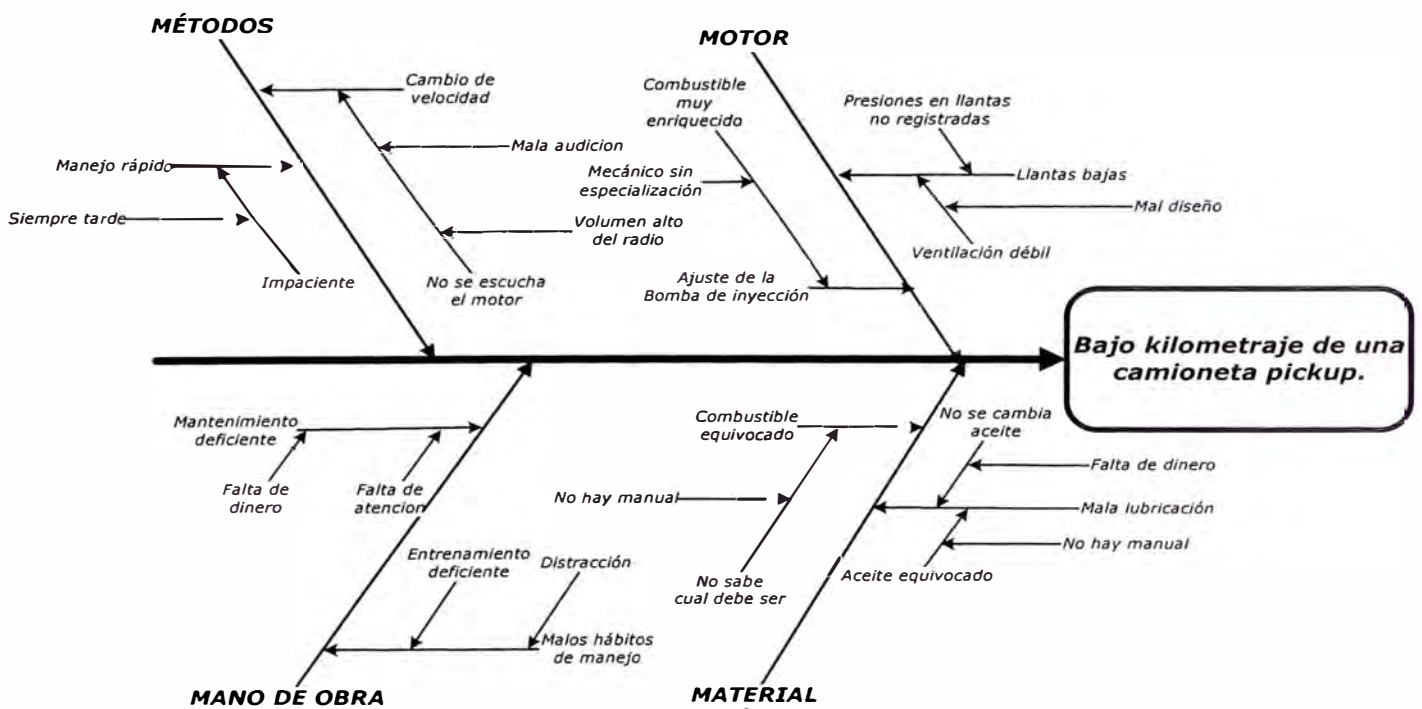 MÉTODOS
MOTOR
Cambio de
velocidad
Combustible
muy
enriquecido
Presiones en llantas
no registradas
Mala audicion
Manejo rápido
Mecánico sin
especialización
Llantas bajas
Siempre tarde
Volumen alto
del radio
Mal diseño
Ventilación débil
Impaciente
No se escucha
el motor
Ajuste de la
Bomba de inyección
Bajo kilometraje de una
camioneta pickup.
Mantenimiento
deficiente
Combustible
equivocado
No se cambia
aceite
Falta de dinero
Falta de
dinero
Falta de
atencion
No hay manual
Mala lubricación
No hay manual
Entrenamiento
deficiente
Distracción
No sabe
cual debe ser
Aceite equivocado
Malos hábitos
de manejo
MANO DE OBRA
MATERIAL